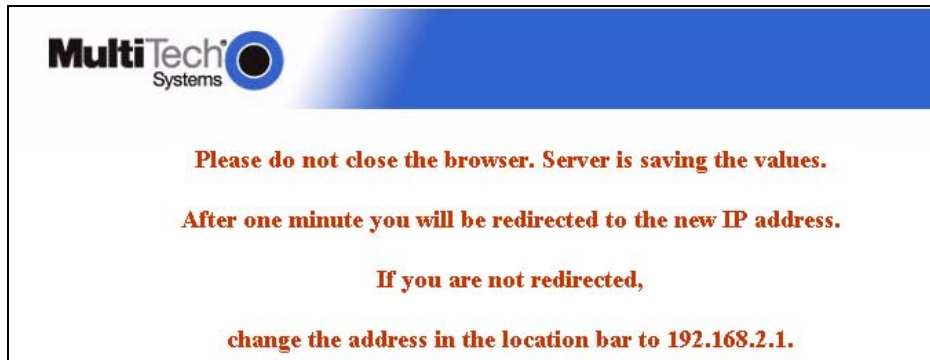 MultiTech
Systems
Please do not close the browser. Server is saving the values.
After one minute you will be redirected to the new IP address.
If you are not redirected,
change the address in the location bar to 192.168.2.1.